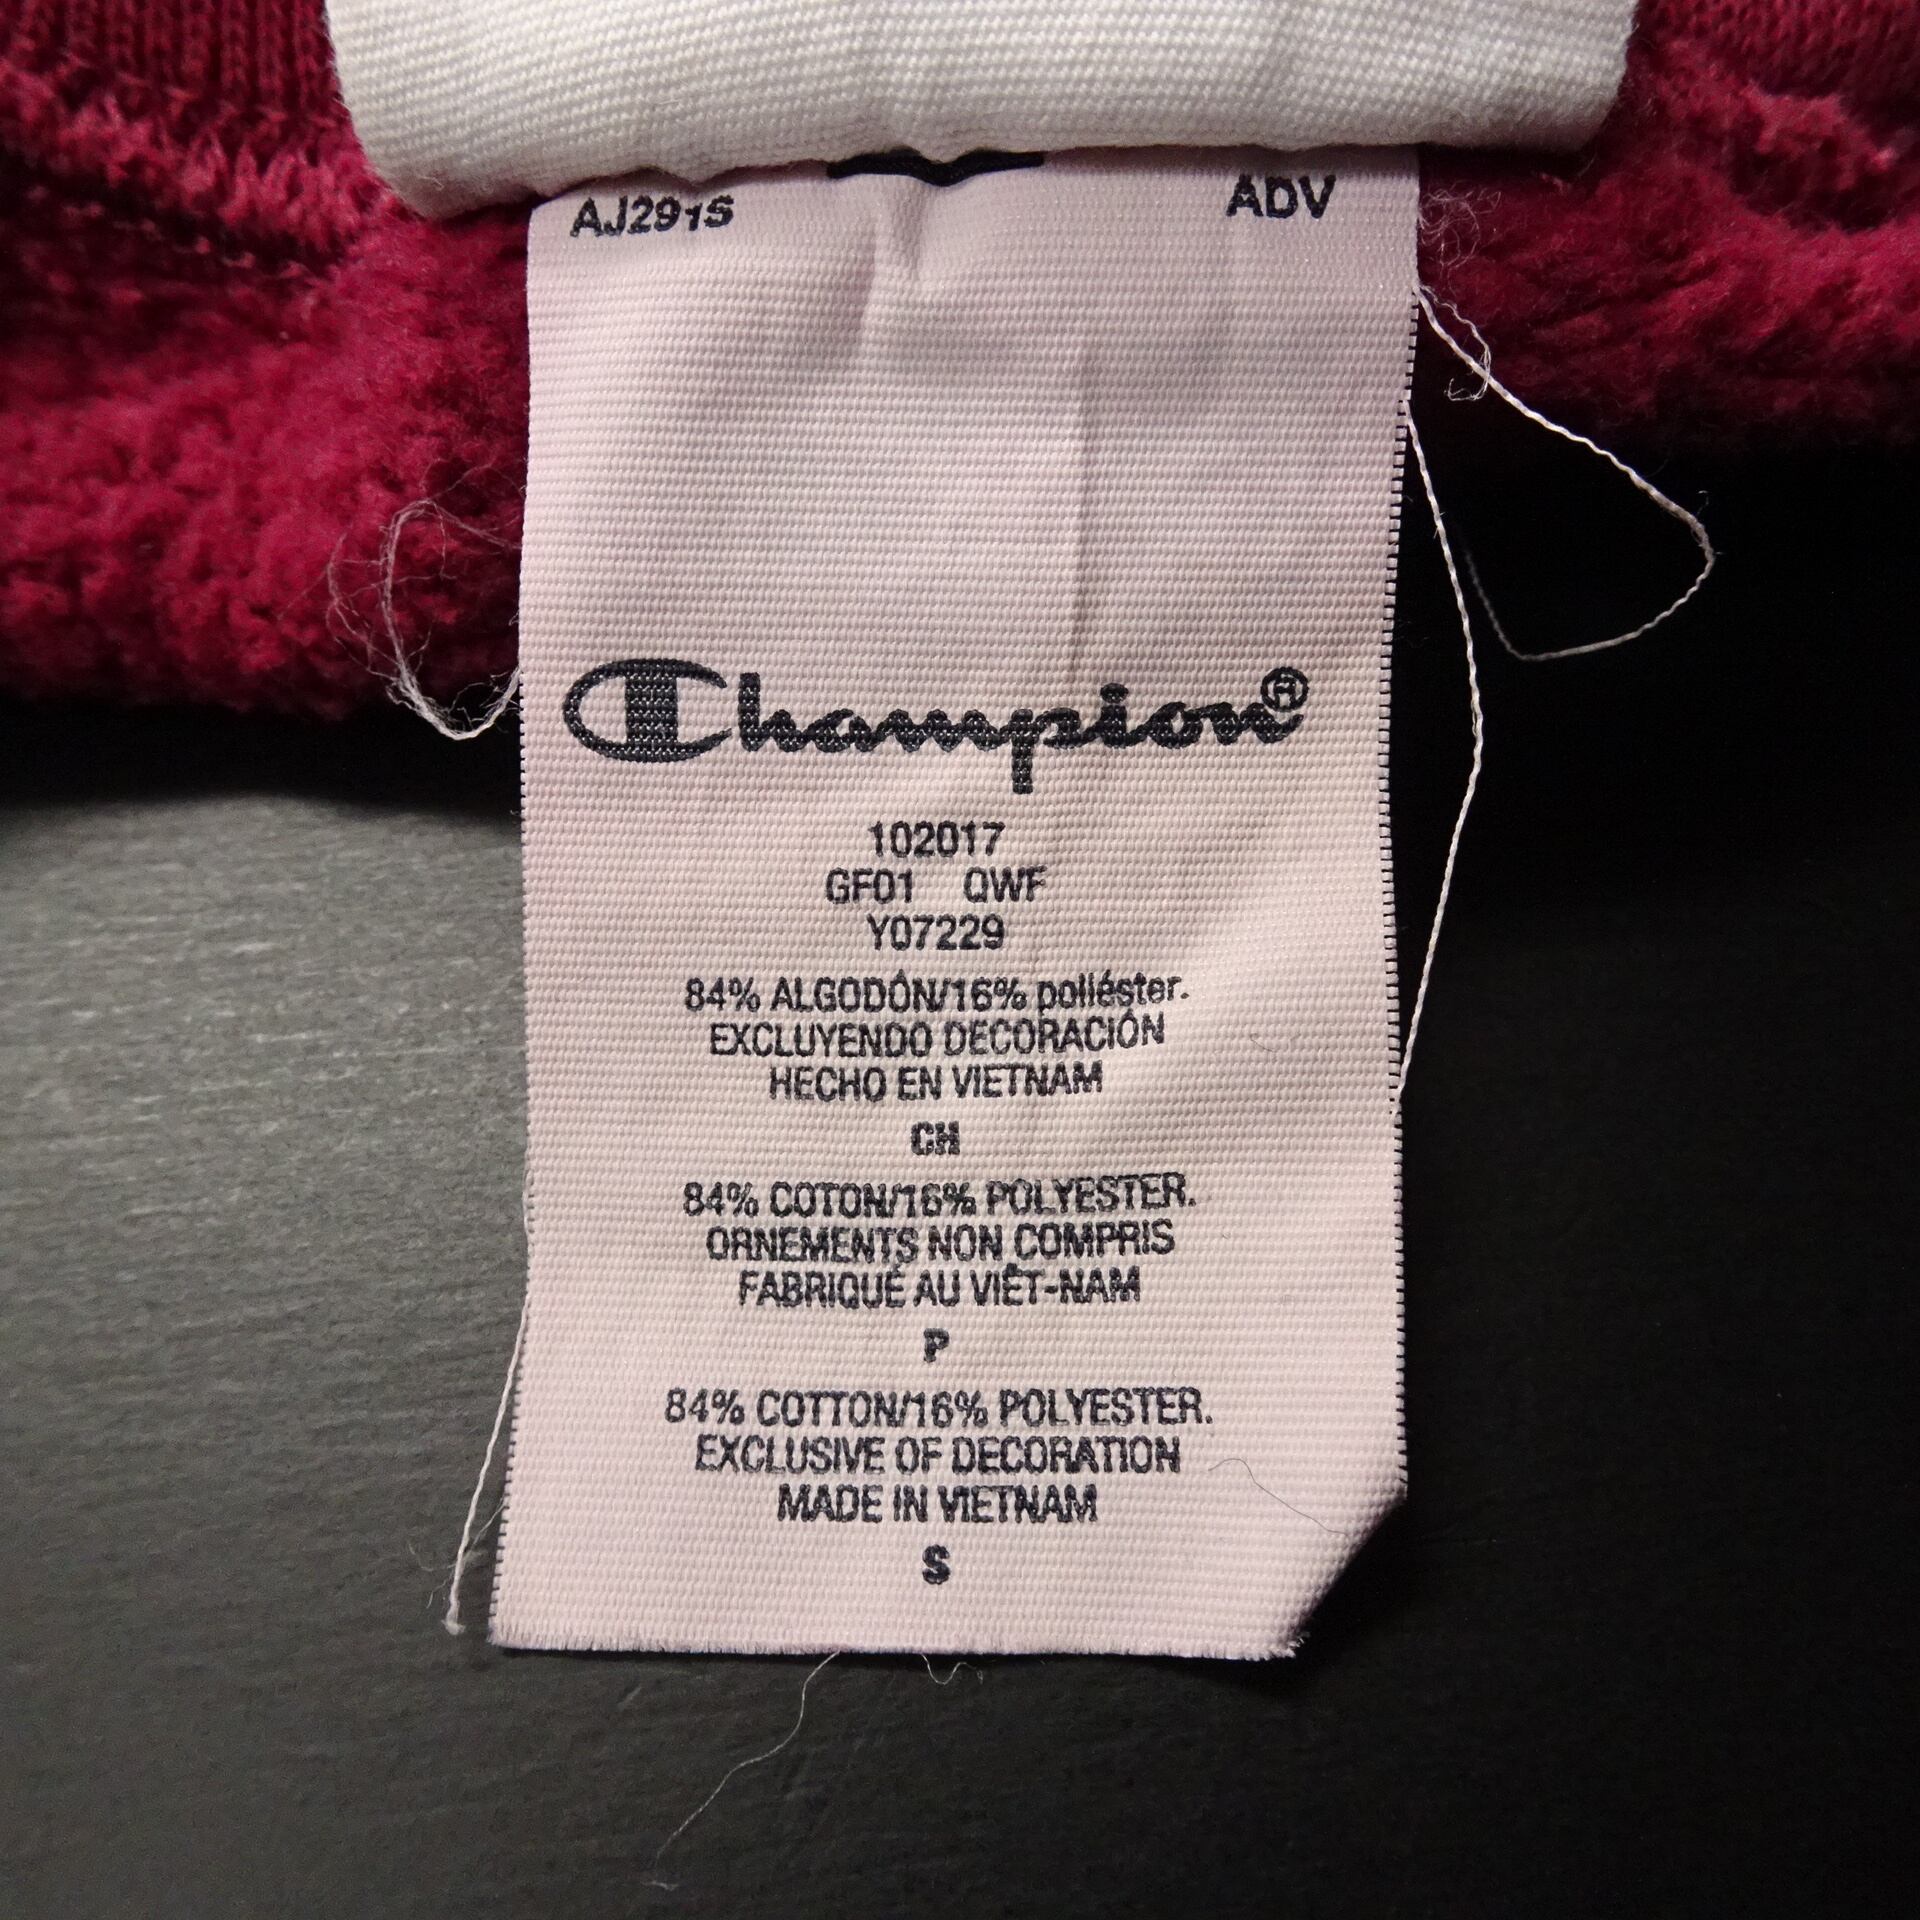 AJ291S ADV
Champion®
102017
GF01 QWF
Y07229
84% ALGODÓN/16% poliéster.
EXCLUYENDO DECORACIÓN
HECHO EN VIETNAM
CH
84% COTON/16% POLYESTER.
ORNEMENTS NON COMPRIS
FABRIQUÉ AU VIÊT-NAM
P
84% COTTON/16% POLYESTER.
EXCLUSIVE OF DECORATION
MADE IN VIETNAM
S